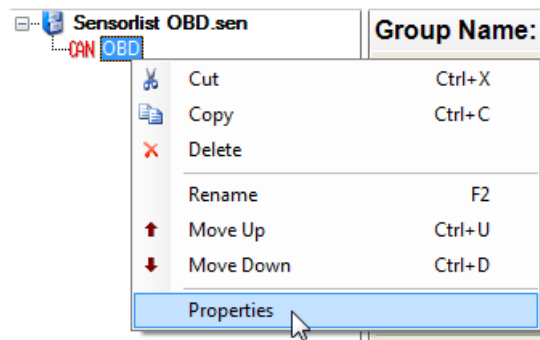 Sensorlist OBD.sen
Group Name:
CAN OBD
Cut Ctrl+X
Copy Ctrl+C
Delete
Rename F2
Move Up Ctrl+U
Move Down Ctrl+D
Properties